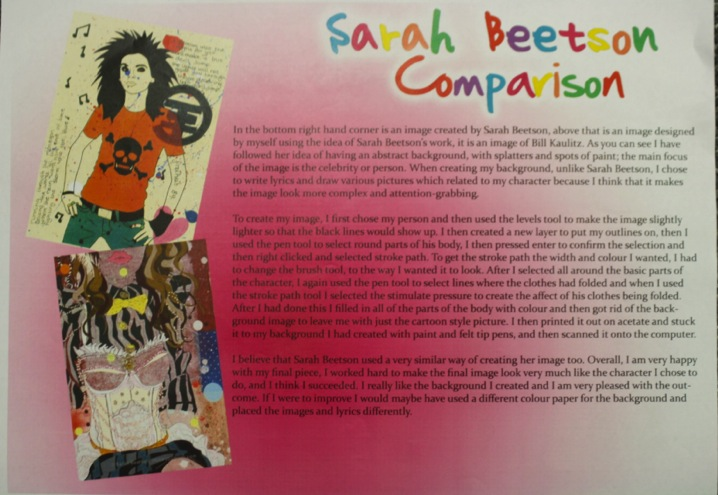 Sarah Beetson
Comparison
In the bottom right hand corner is an image created by Sarah Beetson, above that is an image designed
by myself using the idea of Sarah Beetson's work, it is an image of Bill Kaulitz. As you can see I have
followed her idea of having an abstract background, with splatters and spots of paint; the main focus
of the image is the celebrity or person. When creating my background, unlike Sarah Beetson, I chose
to write lyrics and draw various pictures which related to my character because I think that it makes
the image look more complex and attention-grabbing.
To create my image, I first chose my person and then used the levels tool to make the image slightly
lighter so that the black lines would show up. I then created a new layer to put my outlines on, then I
used the pen tool to select round parts of his body, I then pressed enter to confirm the selection and
then right clicked and selected stroke path. To get the stroke path the width and colour I wanted, I had
to change the brush tool, to the way I wanted it to look. After I selected all around the basic parts of
the character, I again used the pen tool to select lines where the clothes had folded and when I used
the stroke path tool I selected the stimulate pressure to create the affect of his clothes being folded.
After I had done this I filled in all of the parts of the body with colour and then got rid of the back-
ground image to leave me with just the cartoon style picture. I then printed it out on acetate and stuck
it to my background I had created with paint and felt tip pens, and then scanned it onto the computer.
I believe that Sarah Beetson used a very similar way of creating her image too. Overall, I am very happy
with my final piece, I worked hard to make the final image look very much like the character I chose to
do, and I think I succeeded. I really like the background I created and I am very pleased with the out-
come. If I were to improve I would maybe have used a different colour paper for the background and
placed the images and lyrics differently.